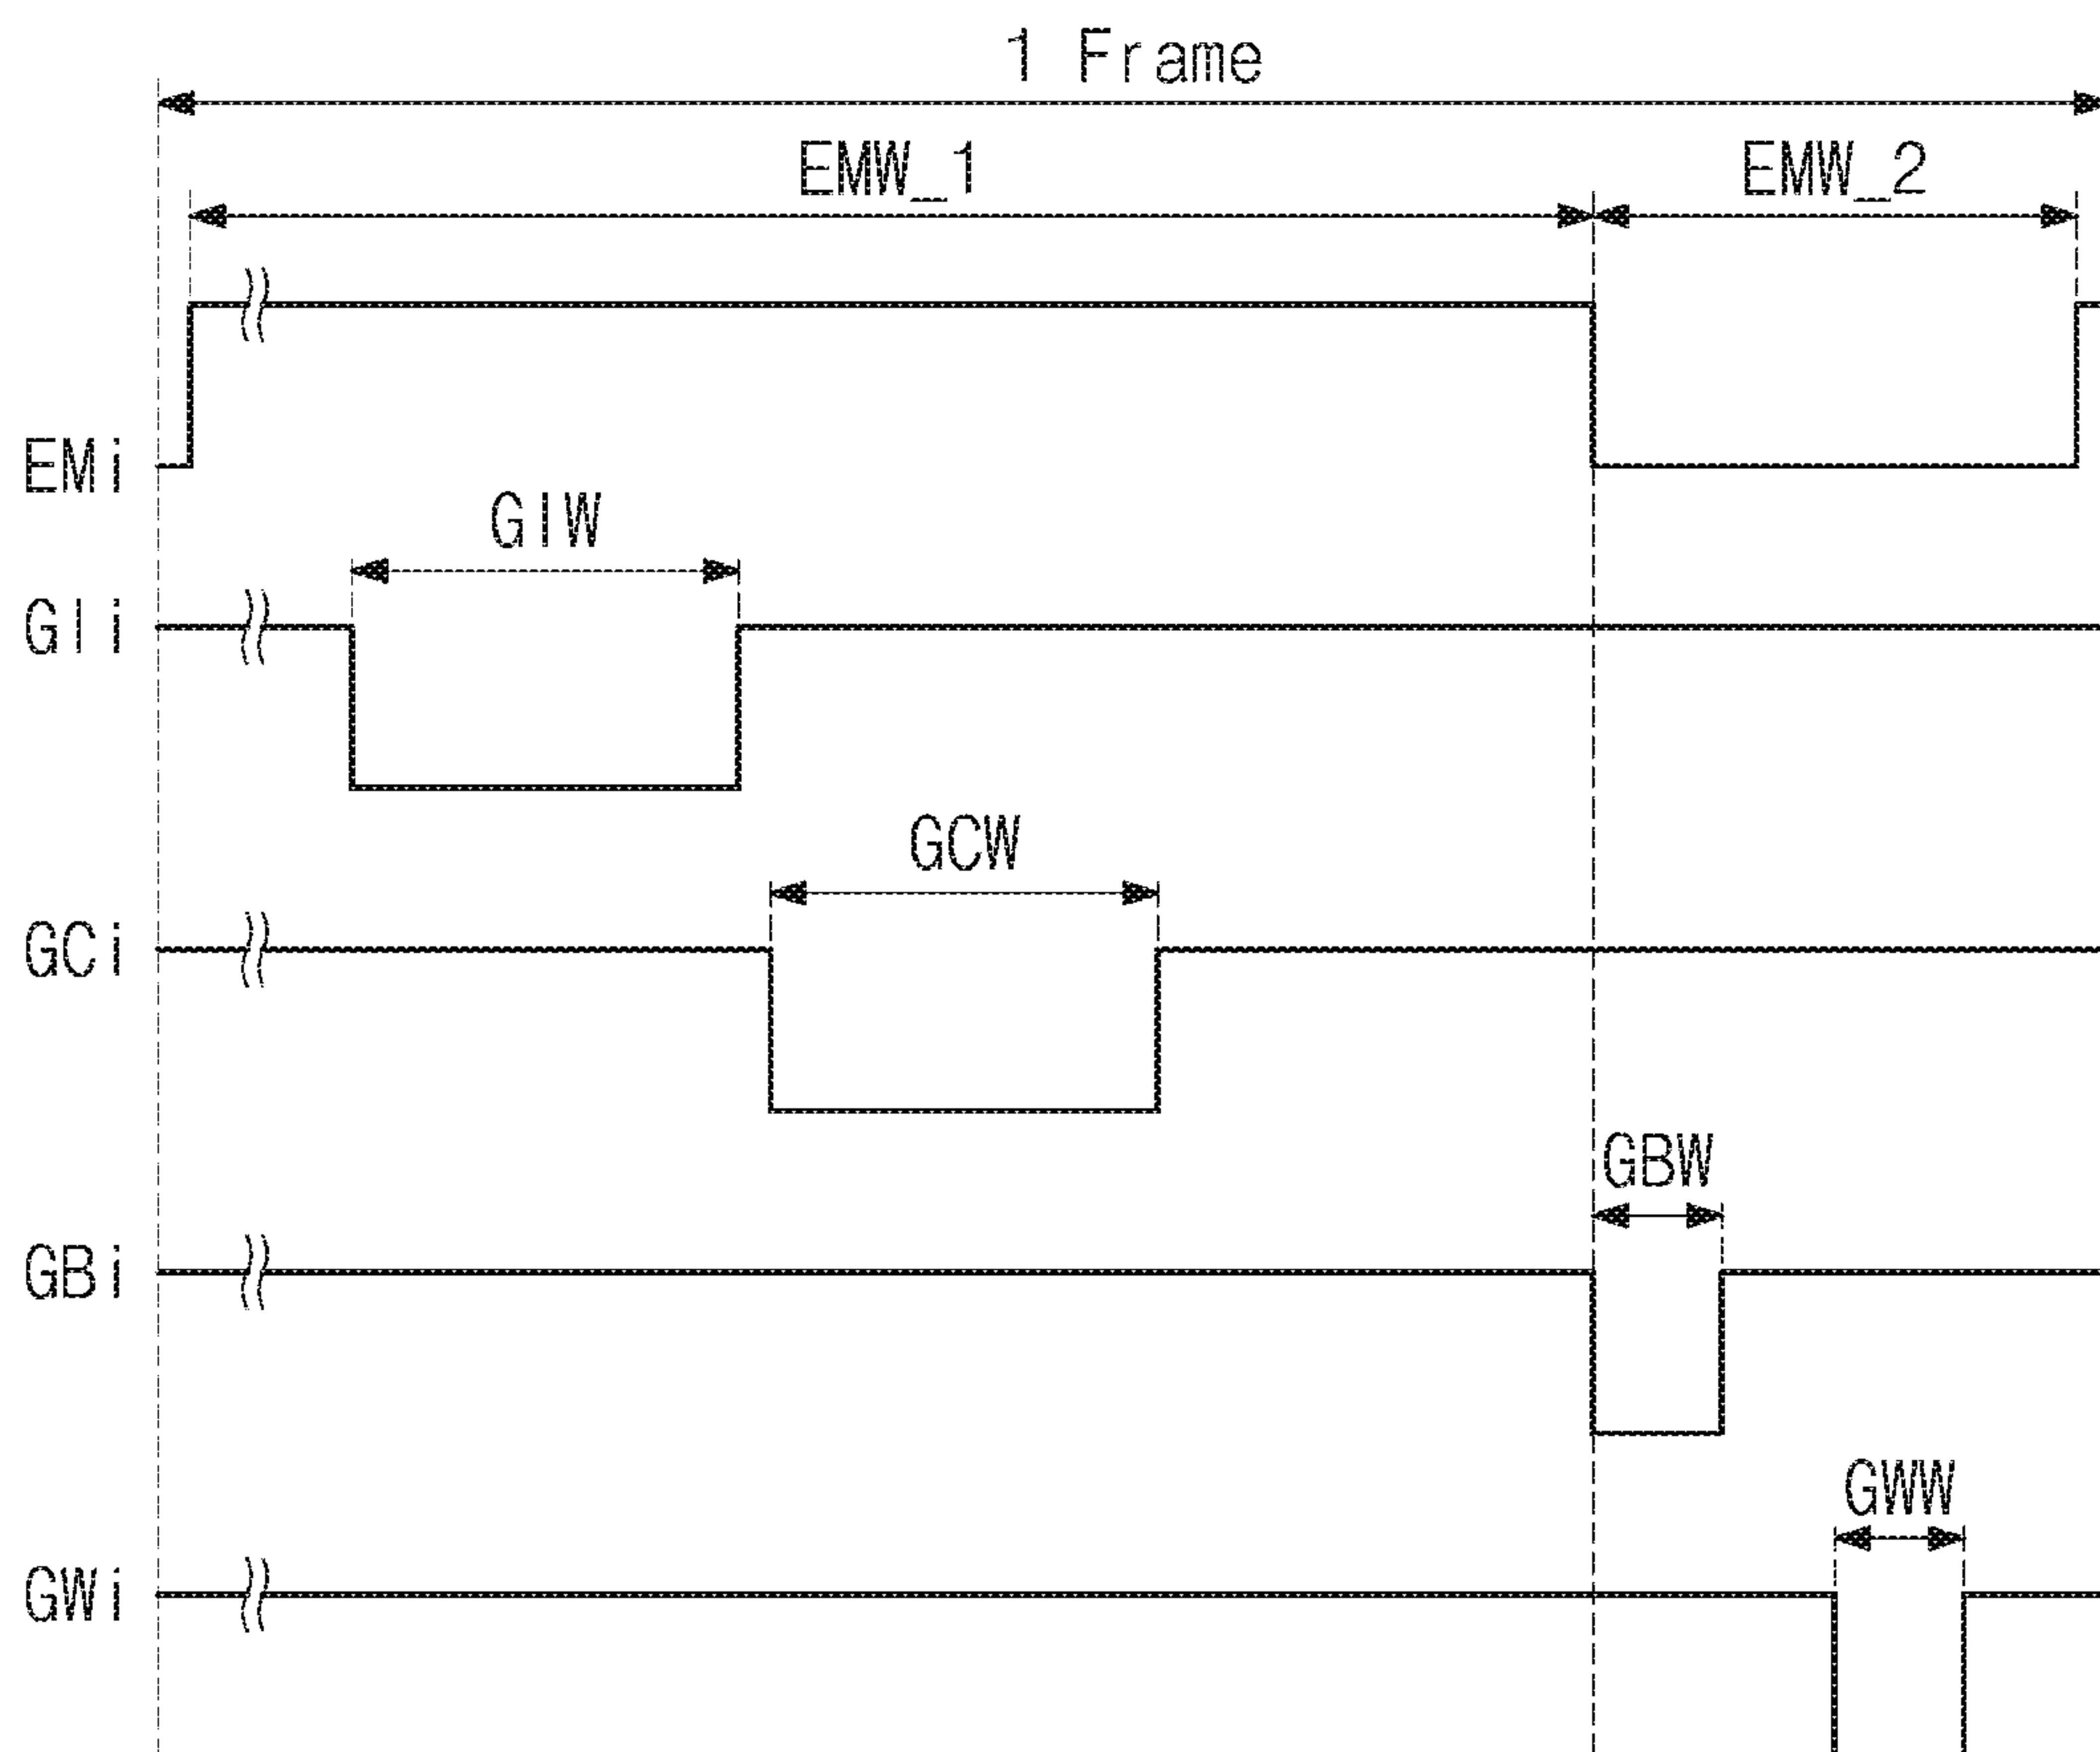 1 Frame
EMW_1 EMW_2
EMi
GIW
GIi
GCW
GCi
GBW
GBi
GWW
GWi